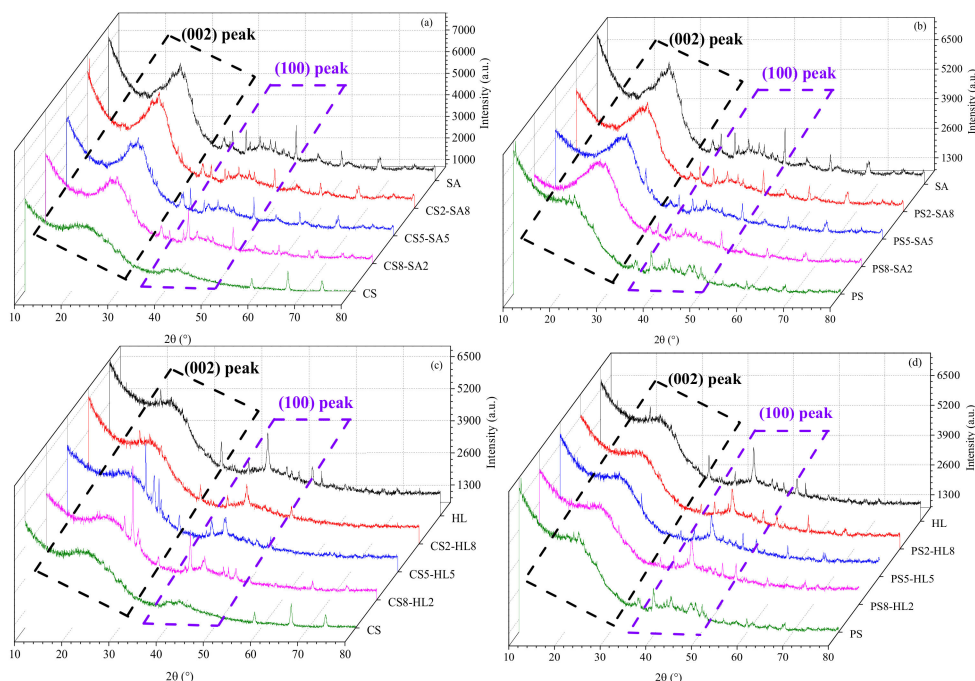 (a)
(002) peak
(100) peak
7000
6000
5000
4000
3000
2000
1000
Intensity (a.u.)
SA
CS2-SA8
CS5-SA5
CS8-SA2
CS
10 20 30 40 50 60 70 80
2θ (°)
(b)
(002) peak
(100) peak
6500
5200
3900
2600
1300
Intensity (a.u.)
SA
PS2-SA8
PS5-SA5
PS8-SA2
PS
10 20 30 40 50 60 70 80
2θ (°)
(c)
(002) peak
(100) peak
6500
5200
3900
2600
1300
Intensity (a.u.)
HL
CS2-HL8
CS5-HL5
CS8-HL2
CS
10 20 30 40 50 60 70 80
2θ (°)
(d)
(002) peak
(100) peak
6500
5200
3900
2600
1300
Intensity (a.u.)
HL
PS2-HL8
PS5-HL5
PS8-HL2
PS
10 20 30 40 50 60 70 80
2θ (°)